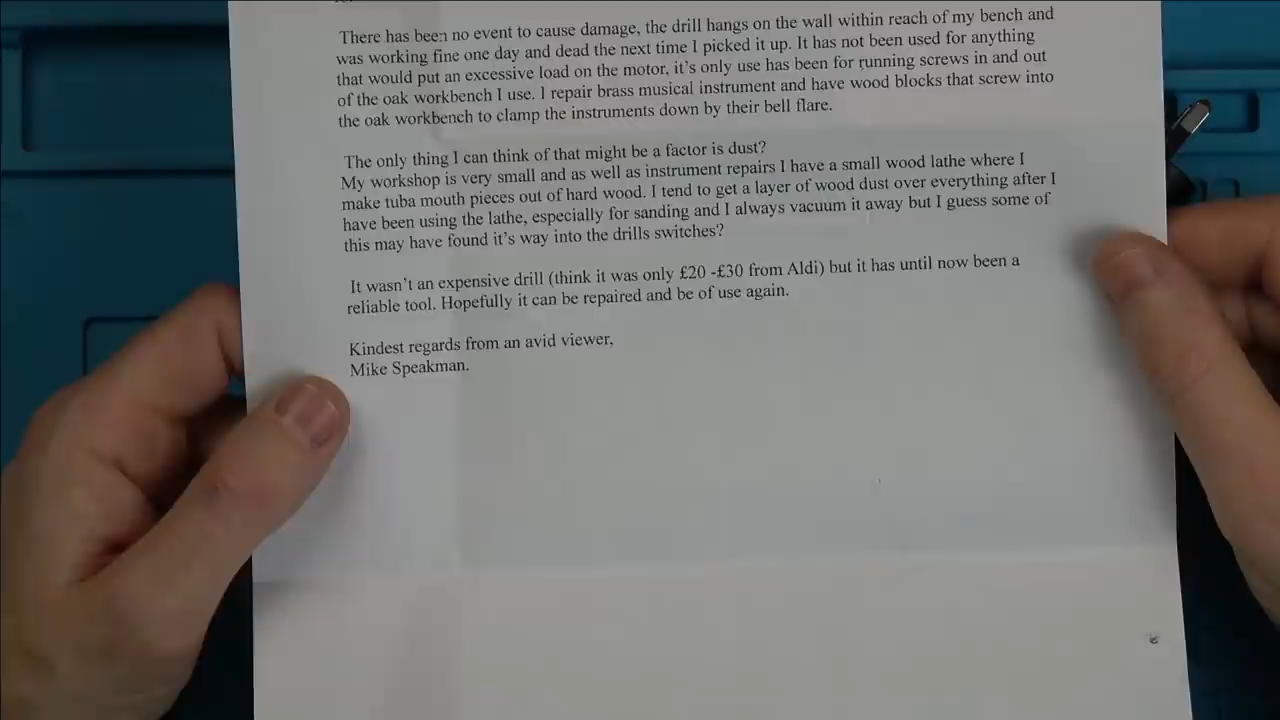 There has been no event to cause damage, the drill hangs on the wall within reach of my bench and
was working fine one day and dead the next time I picked it up. It has not been used for anything
that would put an excessive load on the motor, it's only use has been for running screws in and out
of the oak workbench I use. I repair brass musical instrument and have wood blocks that screw into
the oak workbench to clamp the instruments down by their bell flare.
The only thing I can think of that might be a factor is dust?
My workshop is very small and as well as instrument repairs I have a small wood lathe where I
make tuba mouth pieces out of hard wood. I tend to get a layer of wood dust over everything after I
have been using the lathe, especially for sanding and I always vacuum it away but I guess some of
this may have found it's way into the drills switches?
It wasn't an expensive drill (think it was only £20 -£30 from Aldi) but it has until now been a
reliable tool. Hopefully it can be repaired and be of use again.
Kindest regards from an avid viewer,
Mike Speakman.